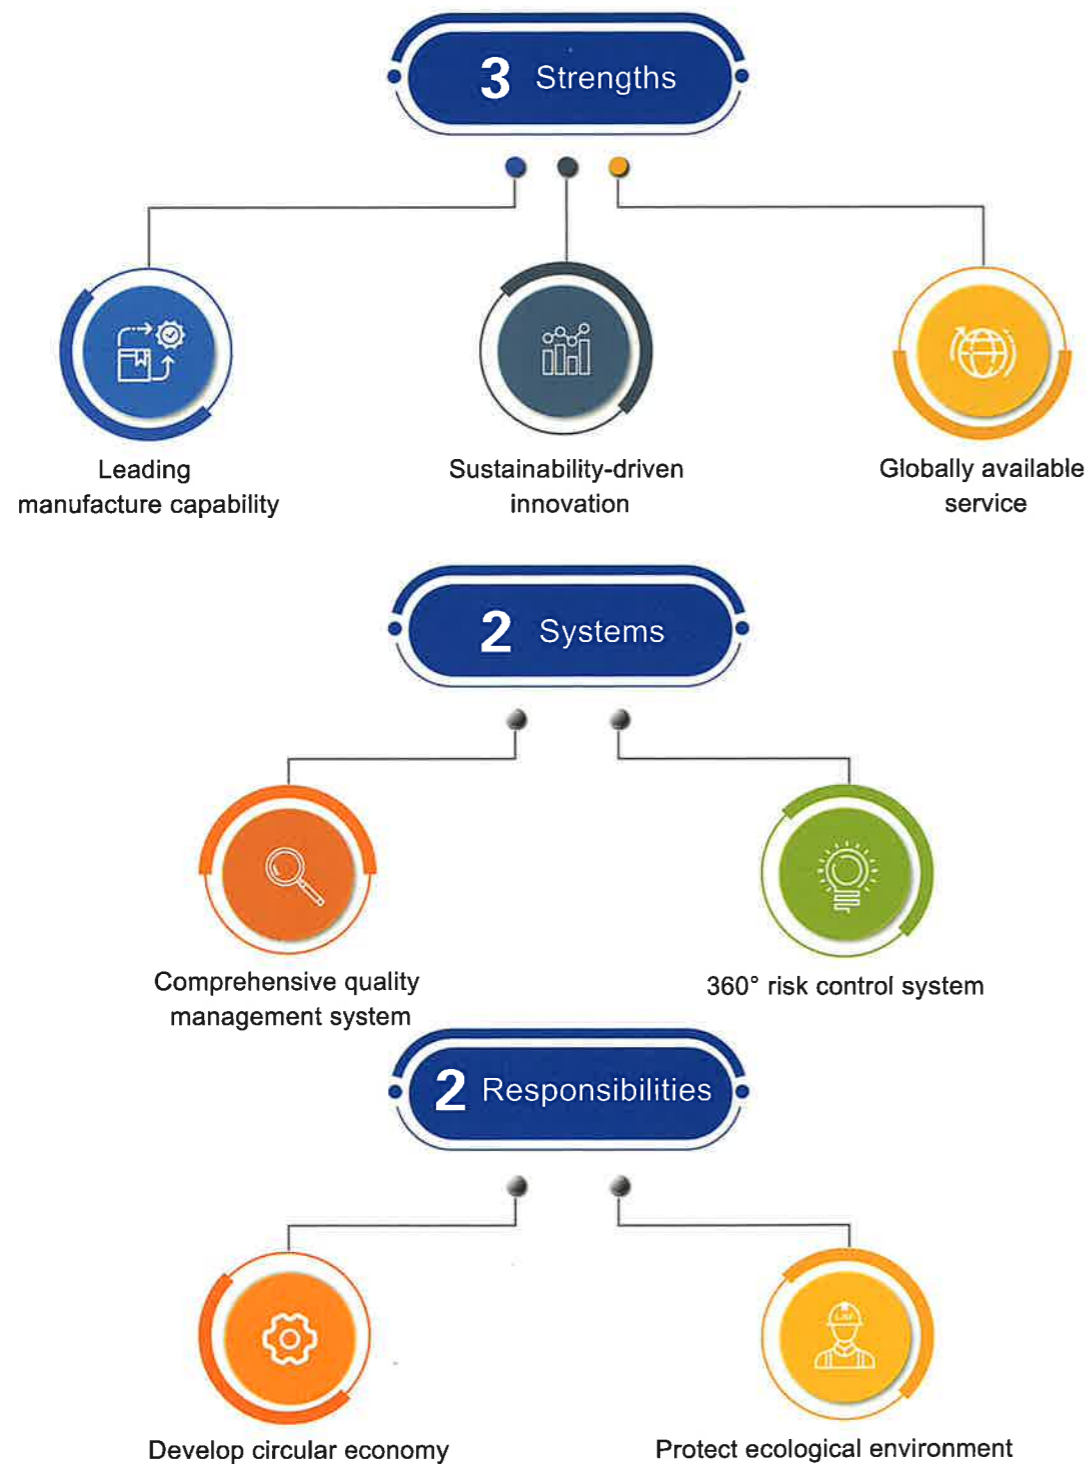 3 Strengths
Leading
manufacture capability
Sustainability-driven
innovation
Globally available
service
2 Systems
Comprehensive quality
management system
360° risk control system
2 Responsibilities
Develop circular economy
Protect ecological environment